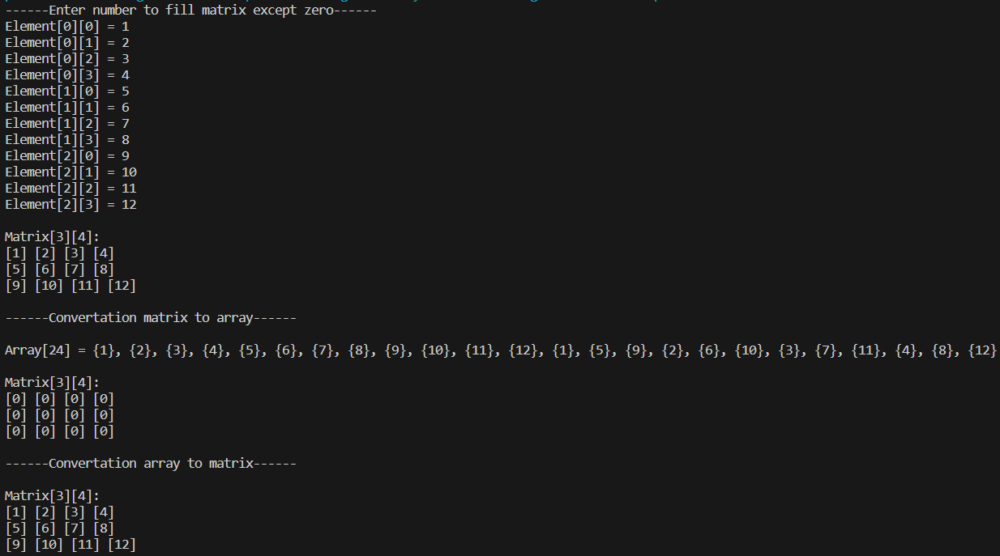 ------Enter number to fill matrix except zero------
Element[0][0] = 1
Element[0][1] = 2
Element[0][2] = 3
Element[0][3] = 4
Element[1][0] = 5
Element[1][1] = 6
Element[1][2] = 7
Element[1][3] = 8
Element[2][0] = 9
Element[2][1] = 10
Element[2][2] = 11
Element[2][3] = 12
Matrix[3][4]:
[1] [2] [3] [4]
[5] [6] [7] [8]
[9] [10] [11] [12]
------Convertation matrix to array------
Array[24] = {1}, {2}, {3}, {4}, {5}, {6}, {7}, {8}, {9}, {10}, {11}, {12}, {1}, {5}, {9}, {2}, {6}, {10}, {3}, {7}, {11}, {4}, {8}, {12}
Matrix[3][4]:
[0] [0] [0] [0]
[0] [0] [0] [0]
[0] [0] [0] [0]
------Convertation array to matrix------
Matrix[3][4]:
[1] [2] [3] [4]
[5] [6] [7] [8]
[9] [10] [11] [12]